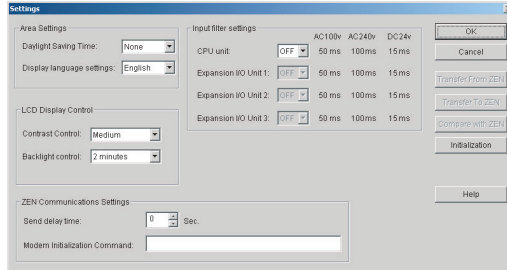 Settings
Area Settings
Daylight Saving Time: None
Display language settings: English
LCD Display Control
Contrast Control: Medium
Backlight control: 2 minutes
Input filter settings
AC100v AC240v DC24v
CPU unit: OFF 50 ms 100ms 15ms
Expansion I/O Unit 1: OFF 50 ms 100ms 15ms
Expansion I/O Unit 2: OFF 50 ms 100ms 15ms
Expansion I/O Unit 3: OFF 50 ms 100ms 15ms
ZEN Communications Settings
Send delay time: 0 Sec.
Modem Initialization Command:
OK
Cancel
Transfer From ZEN
Transfer To ZEN
Compare with ZEN
Initialization
Help